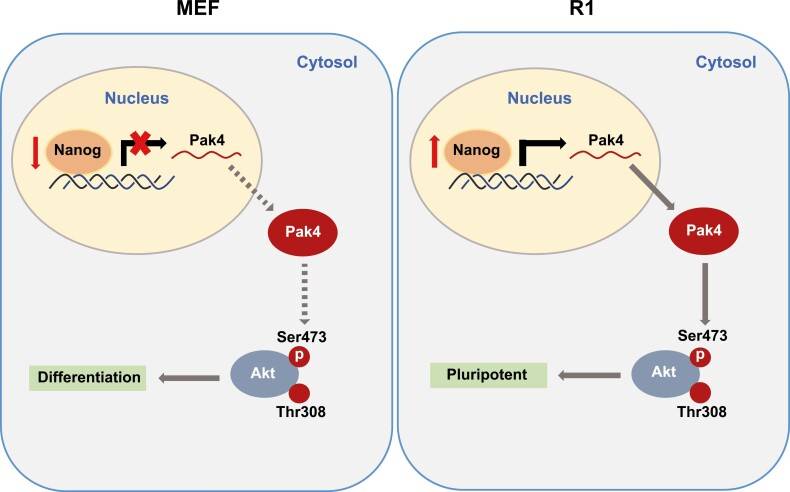 MEF
Cytosol
Nucleus
Nanog
Pak4
Pak4
Ser473
p
Akt
Thr308
Differentiation
R1
Cytosol
Nucleus
Nanog
Pak4
Pak4
Ser473
p
Akt
Thr308
Pluripotent